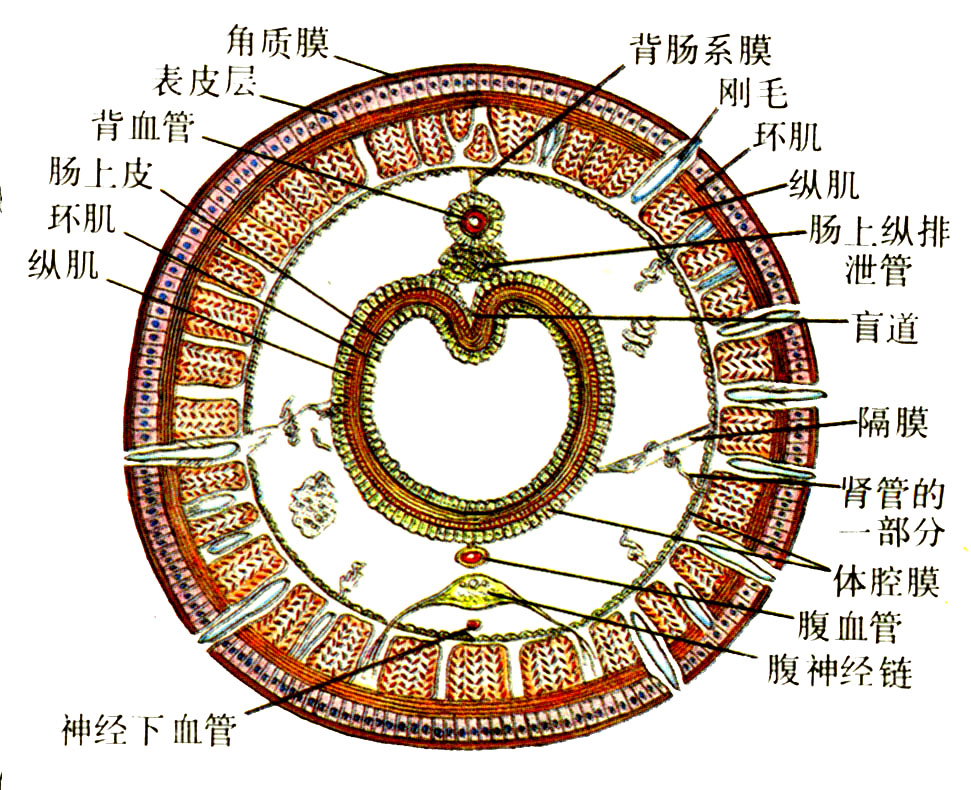 角质膜
表皮层
背血管
肠上皮
环肌
纵肌
背肠系膜
刚毛
环肌
纵肌
肠上纵排
泄管
盲道
隔膜
肾管的
一部分
体腔膜
腹血管
腹神经链
神经下血管